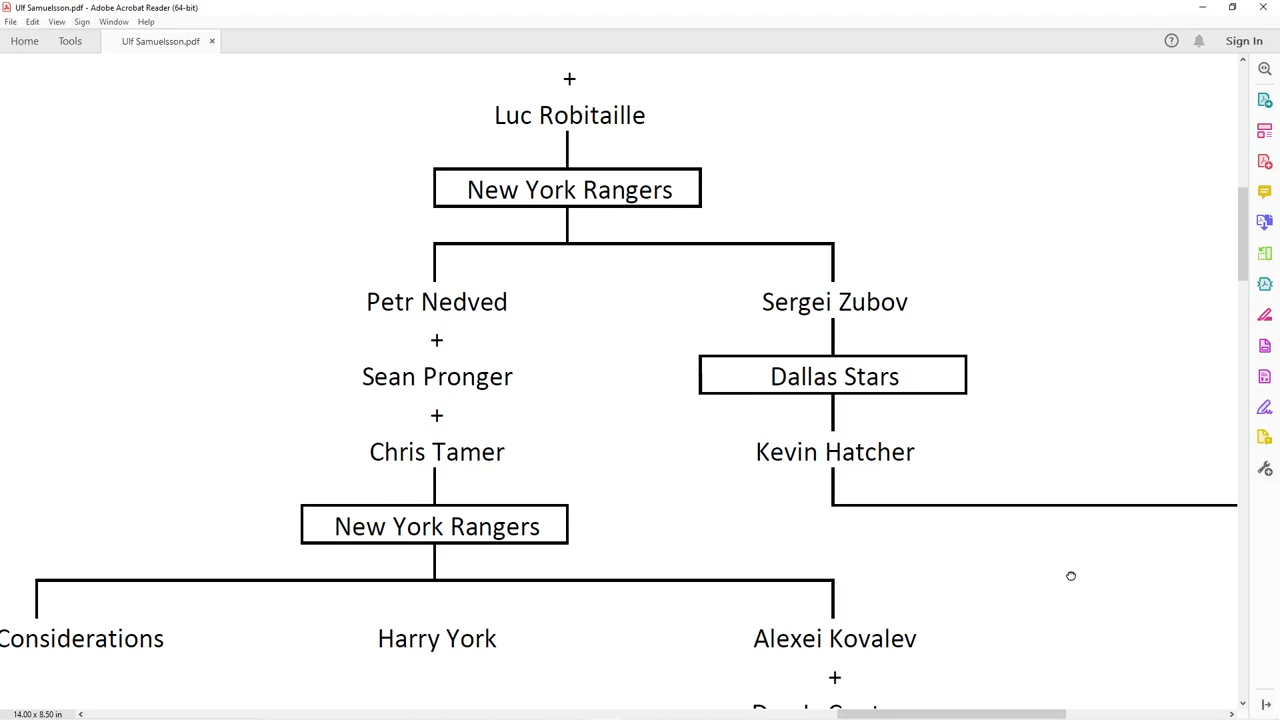 Ulf Samuelsson.pdf - Adobe Acrobat Reader (64-bit)
File Edit View Sign Window Help
Home Tools Ulf Samuelsson.pdf × Sign In
+
Luc Robitaille
New York Rangers
Petr Nedved Sergei Zubov
+
Sean Pronger Dallas Stars
+
Chris Tamer Kevin Hatcher
New York Rangers
Considerations Harry York Alexei Kovalev
+
14.00 x 8.50 in